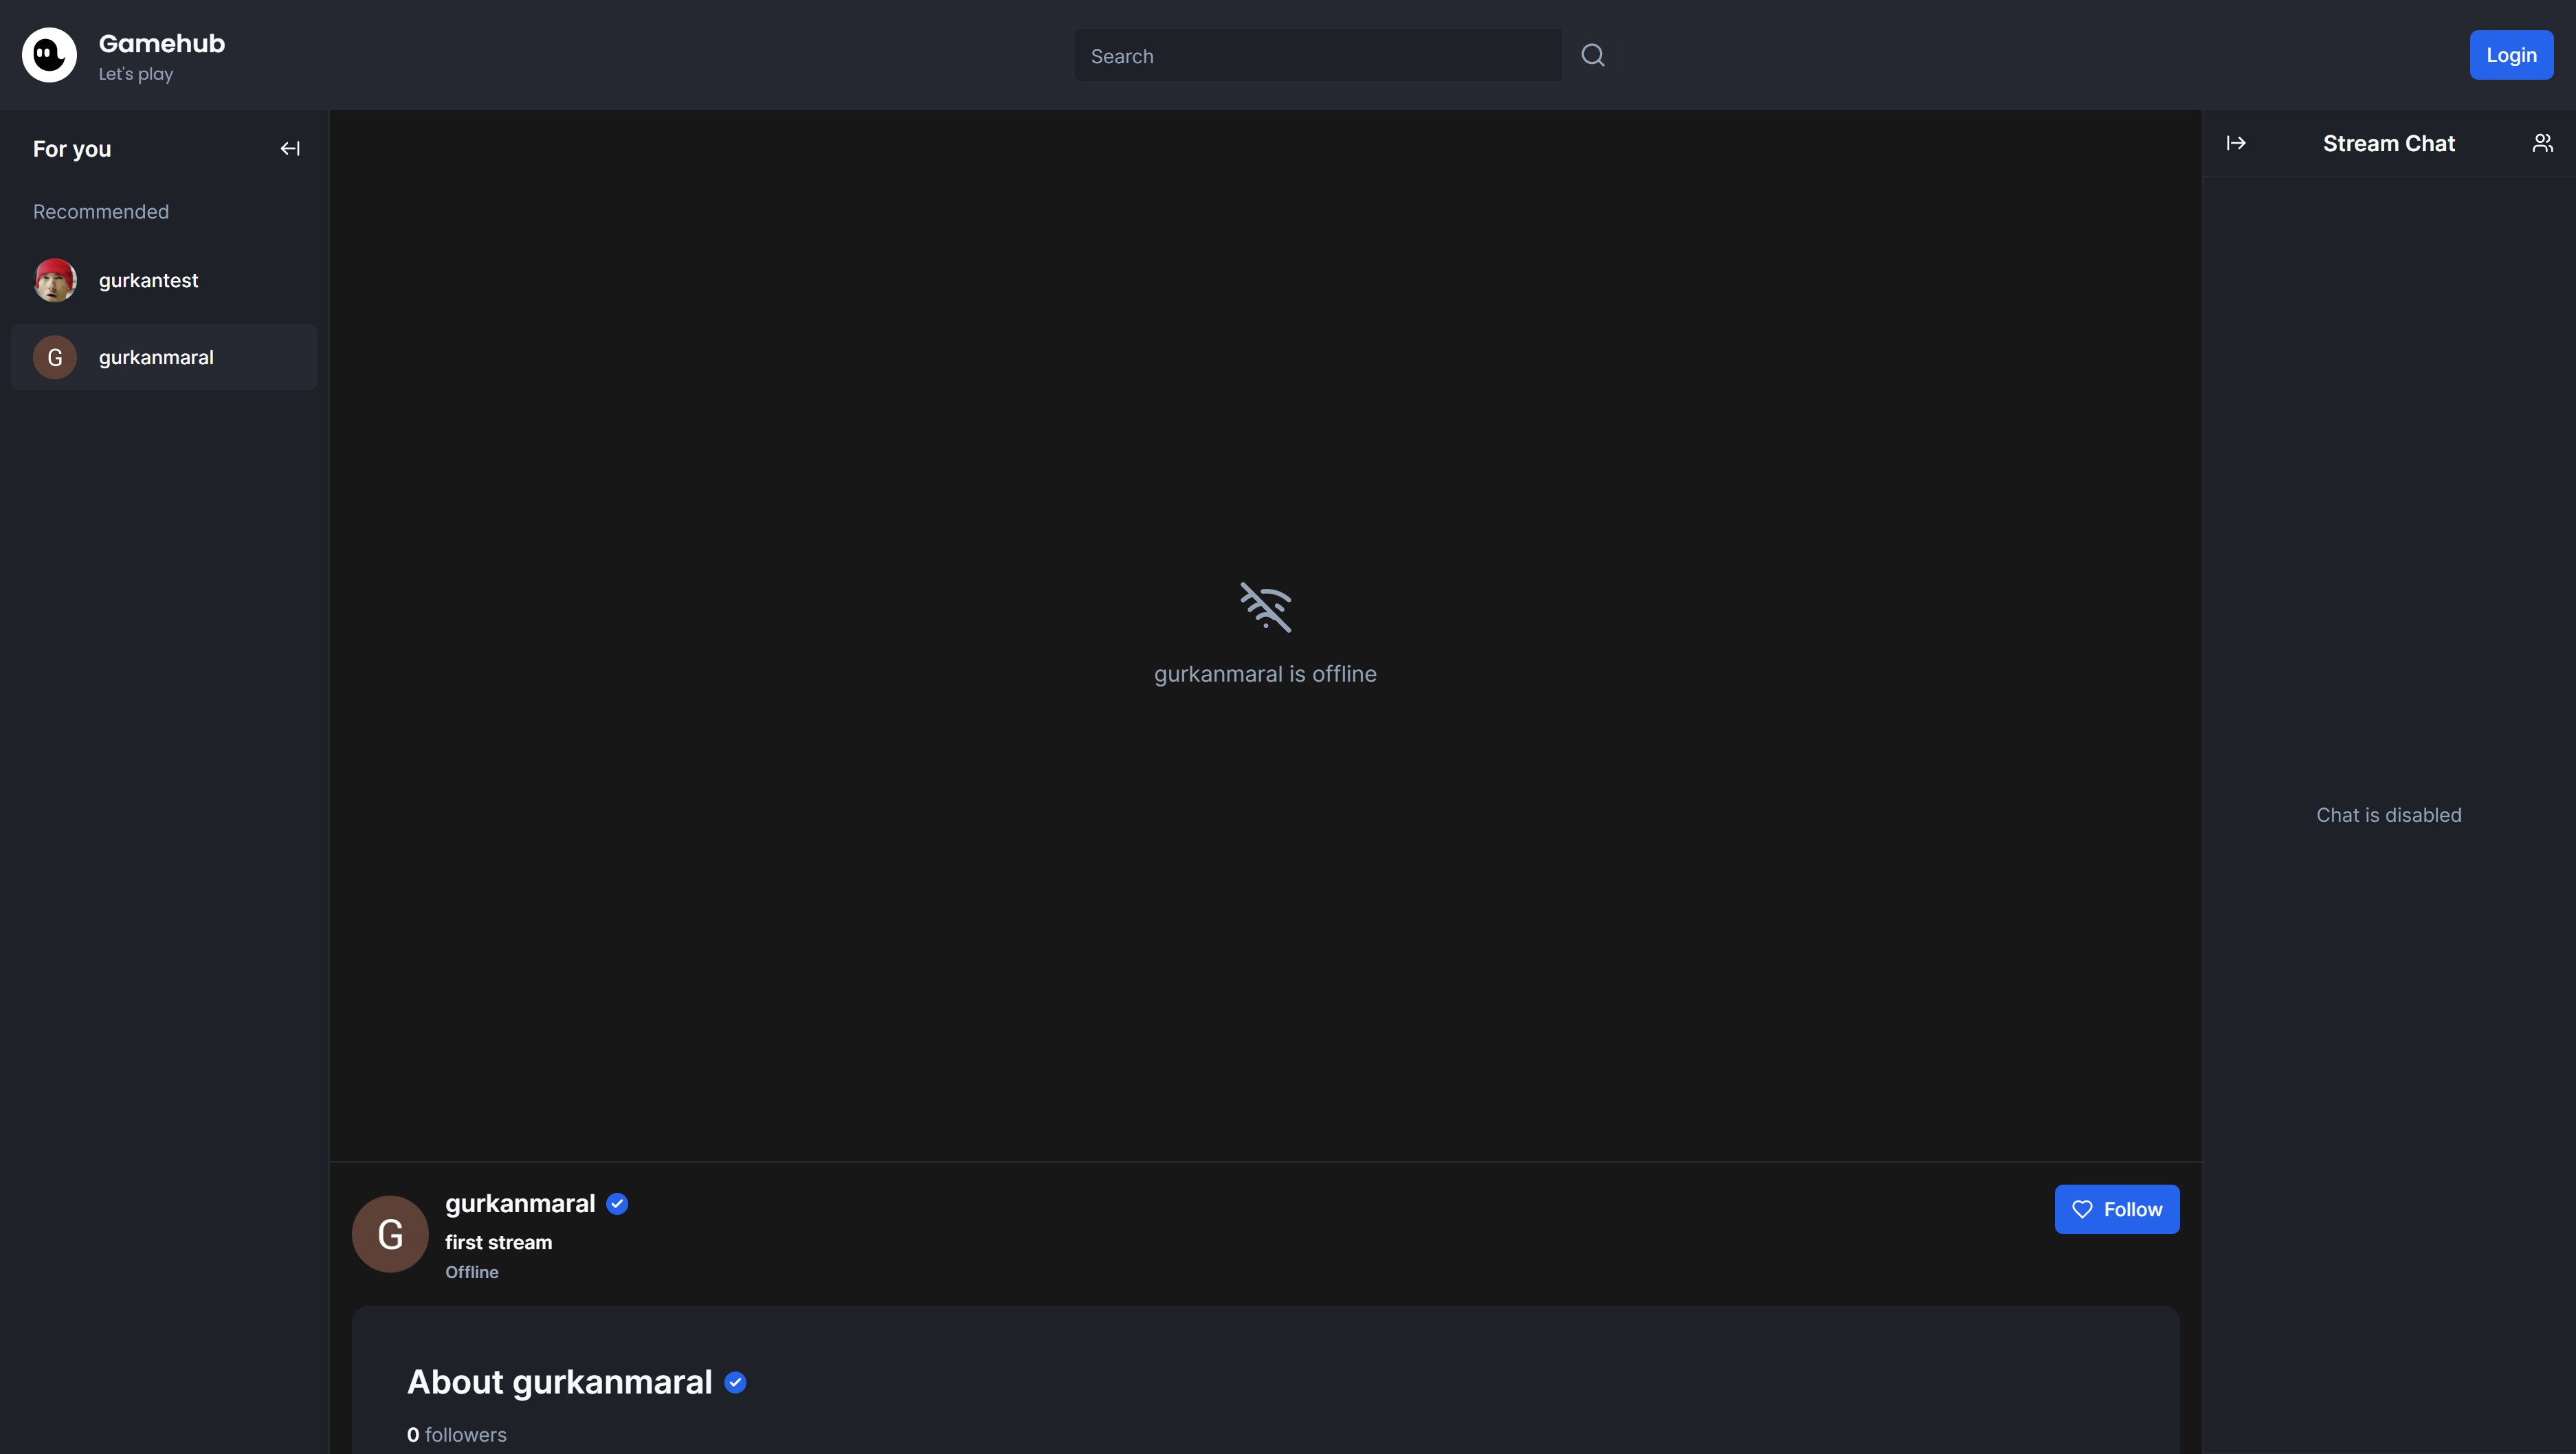 Gamehub
Let's play
Search
Login
For you
Recommended
gurkantest
G
gurkanmaral
gurkanmaral is offline
Stream Chat
Chat is disabled
G
gurkanmaral
first stream
Offline
Follow
About gurkanmaral
0 followers